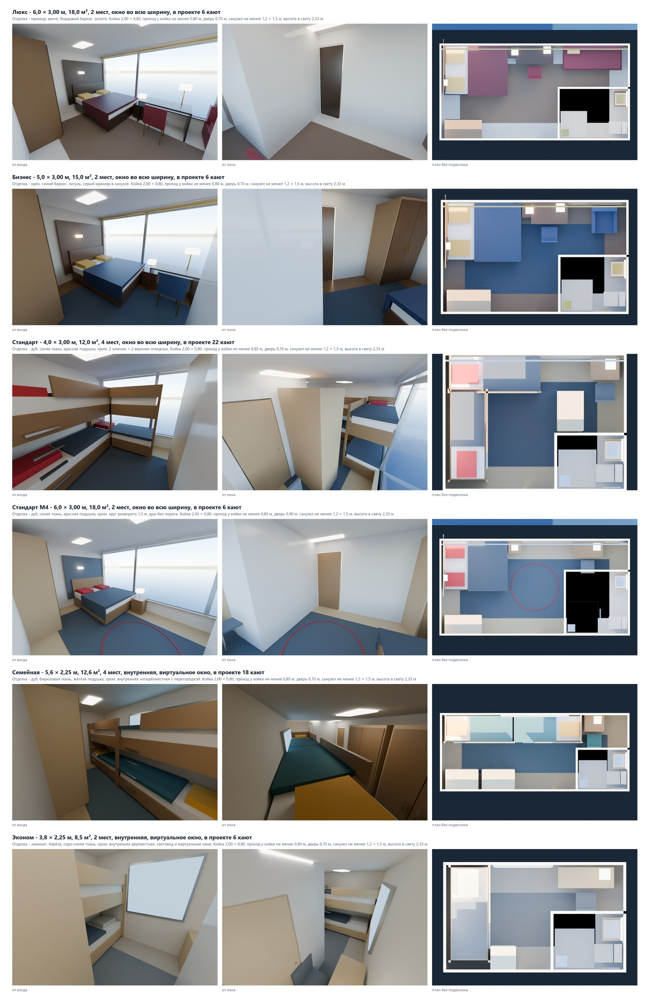 Люкс - 6,0 × 3,00 м, 18,0 м², 2 мест, окно во всю ширину, в проекте 6 кают
Отделка - мрамор, венге, бордовый бархат, золото. Койка 2,00 × 0,80, проход у койки не менее 0,80 м, дверь 0,70 м, санузел не менее 1,2 × 1,5 м, высота в свету 2,33 м
от входа
от окна
план без подволока
Бизнес - 5,0 × 3,00 м, 15,0 м², 2 мест, окно во всю ширину, в проекте 6 кают
Отделка - орех, синий бархат, латунь, серый мрамор в санузле. Койка 2,00 × 0,80, проход у койки не менее 0,80 м, дверь 0,70 м, санузел не менее 1,2 × 1,5 м, высота в свету 2,33 м
от входа
от окна
план без подволока
Стандарт - 4,0 × 3,00 м, 12,0 м², 4 мест, окно во всю ширину, в проекте 22 кают
Отделка - дуб, синяя ткань, красная подушка, хром. 2 нижних + 2 верхних откидных. Койка 2,00 × 0,80, проход у койки не менее 0,85 м, дверь 0,70 м, санузел не менее 1,2 × 1,5 м, высота в свету 2,33 м
от входа
от окна
план без подволока
Стандарт М4 - 6,0 × 3,00 м, 18,0 м², 2 мест, окно во всю ширину, в проекте 6 кают
Отделка - дуб, синяя ткань, красная подушка, хром. круг разворота 1,5 м, душ без порога. Койка 2,00 × 0,80, проход у койки не менее 0,80 м, дверь 0,90 м, санузел не менее 1,2 × 1,5 м, высота в свету 2,33 м
от входа
от окна
план без подволока
Семейная - 5,6 × 2,25 м, 12,6 м², 4 мест, внутренняя, виртуальное окно, в проекте 18 кают
Отделка - дуб, бирюзовая ткань, жёлтая подушка, хром. внутренняя четырёхместная с перегородкой. Койка 2,00 × 0,80, проход у койки не менее 0,85 м, дверь 0,70 м, санузел не менее 1,2 × 1,5 м, высота в свету 2,33 м
от входа
от окна
план без подволока
Эконом - 3,8 × 2,25 м, 8,5 м², 2 мест, внутренняя, виртуальное окно, в проекте 6 кают
Отделка - ламинат, берёза, серо-синяя ткань, хром. внутренняя двухместная, световод и виртуальное окно. Койка 2,00 × 0,80, проход у койки не менее 0,80 м, дверь 0,70 м, санузел не менее 1,2 × 1,5 м, высота в свету 2,33 м
от входа
от окна
план без подволока